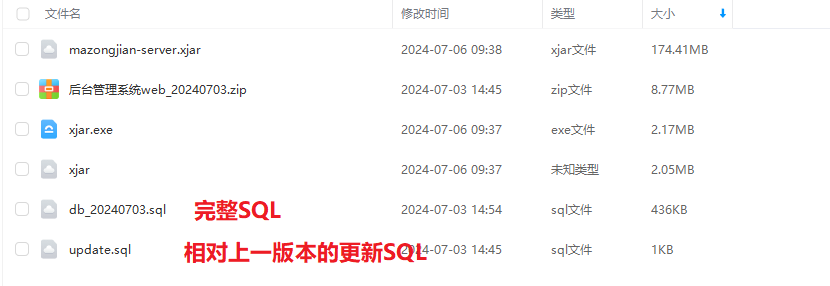 文件名 修改时间 类型 大小
mazongjian-server.xjar 2024-07-06 09:38 xjar文件 174.41MB
后台管理系统web_20240703.zip 2024-07-03 14:45 zip文件 8.77MB
xjar.exe 2024-07-06 09:37 exe文件 2.17MB
xjar 2024-07-06 09:37 未知类型 2.05MB
db_20240703.sql 完整SQL 2024-07-03 14:54 sql文件 436KB
update.sql 相对上一版本的更新SQL 2024-07-03 14:45 sql文件 1KB